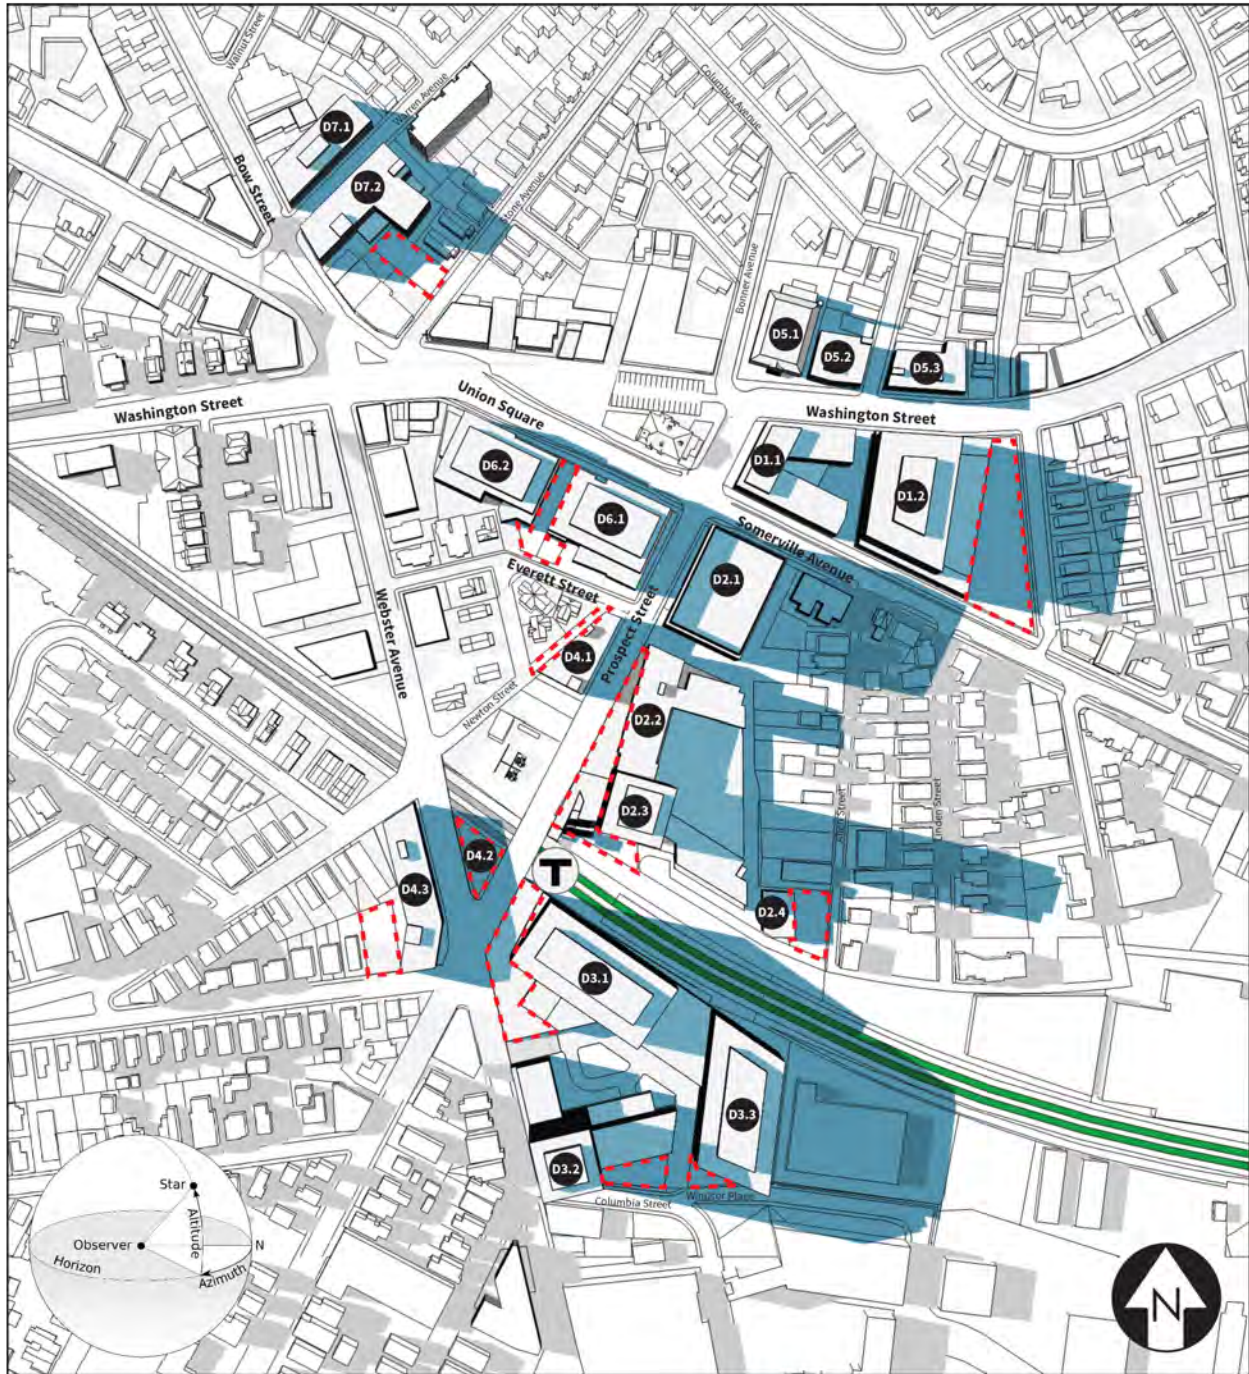 Walnut Street
Warren Avenue
D7.1
Columbus Avenue
D7.2
Bow Street
Bonner Avenue
D5.1
D5.2
D5.3
Union Square
Washington Street
Washington Street
D6.2
D1.1
D1.2
D6.1
Somerville Avenue
Everett Street
D2.1
Webster Avenue
Prospect Street
D4.1
Newton Street
D2.2
D2.3
Linden Street
D4.2
T
D4.3
D2.4
D3.1
D3.3
D3.2
Columbia Street
Windsor Place
Star
Altitude
Observer
N
Horizon
Azimuth
N